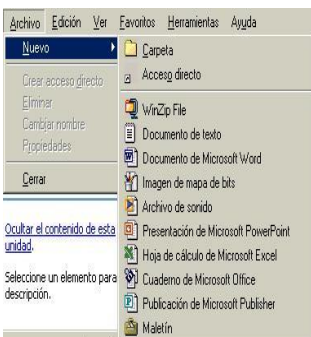 Archivo Edición Ver Favoritos Herramientas Ayuda
Nuevo
Crear acceso directo
Eliminar
Cambiar nombre
Propiedades
Cerrar
Carpeta
Acceso directo
WinZip File
Documento de texto
Documento de Microsoft Word
Imagen de mapa de bits
Archivo de sonido
Presentación de Microsoft PowerPoint
Hoja de cálculo de Microsoft Excel
Cuaderno de Microsoft Office
Publicación de Microsoft Publisher
Maletín
Ocultar el contenido de esta
unidad.
Seleccione un elemento para
descripción.